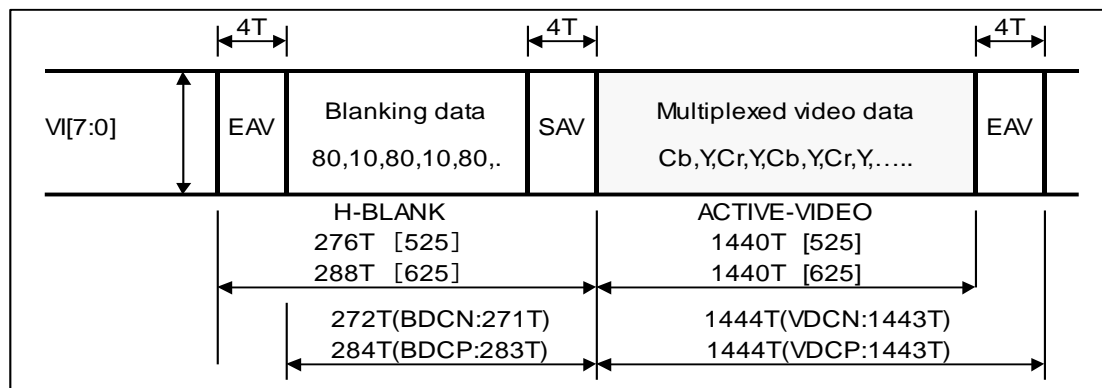 4T 4T 4T
VI[7:0] EAV Blanking data SAV Multiplexed video data EAV
80,10,80,10,80,. Cb,Y,Cr,Y,Cb,Y,Cr,Y,.....
H-BLANK ACTIVE-VIDEO
276T [525] 1440T [525]
288T [625] 1440T [625]
272T(BDCN:271T) 1444T(VDCN:1443T)
284T(BDCP:283T) 1444T(VDCP:1443T)